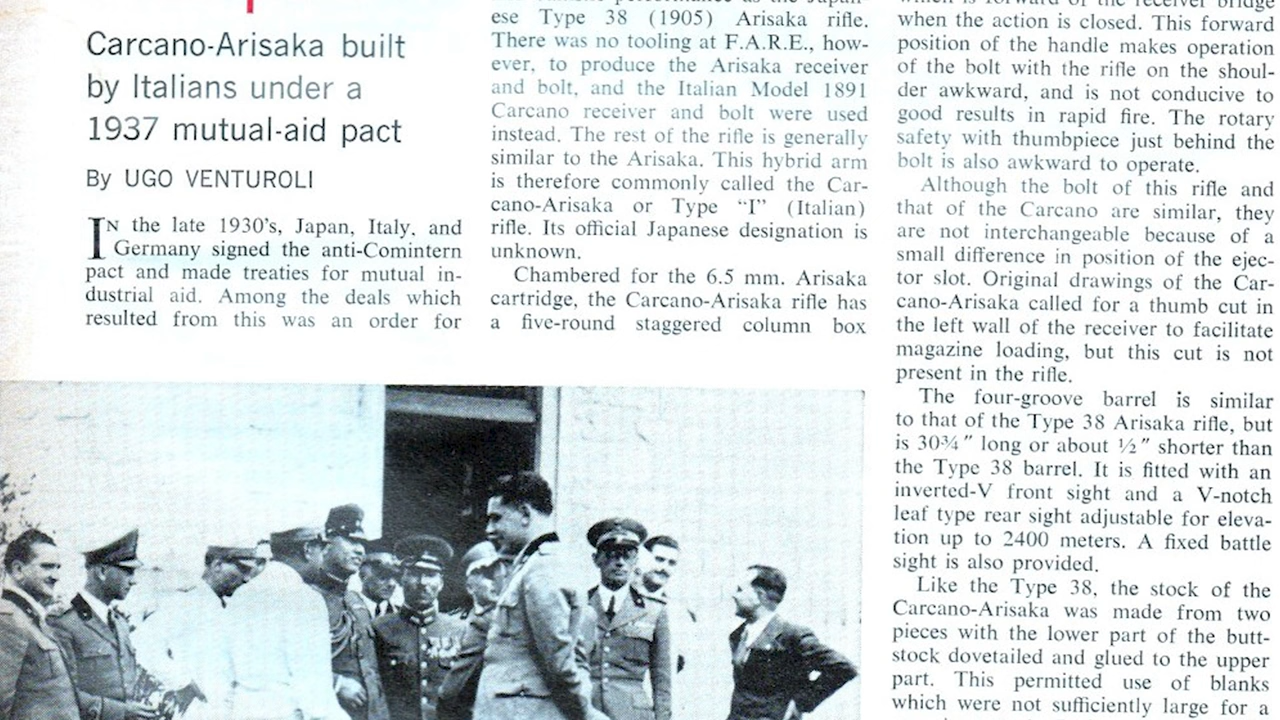 Carcano-Arisaka built
by Italians under a
1937 mutual-aid pact
By UGO VENTUROLI
IN the late 1930's, Japan, Italy, and
Germany signed the anti-Comintern
pact and made treaties for mutual in-
dustrial aid. Among the deals which
resulted from this was an order for
ese Type 38 (1905) Arisaka rifle.
There was no tooling at F.A.R.E., how-
ever, to produce the Arisaka receiver
and bolt, and the Italian Model 1891
Carcano receiver and bolt were used
instead. The rest of the rifle is generally
similar to the Arisaka. This hybrid arm
is therefore commonly called the Car-
cano-Arisaka or Type “I” (Italian)
rifle. Its official Japanese designation is
unknown.
Chambered for the 6.5 mm. Arisaka
cartridge, the Carcano-Arisaka rifle has
a five-round staggered column box
when the action is closed. This forward
position of the handle makes operation
of the bolt with the rifle on the shoul-
der awkward, and is not conducive to
good results in rapid fire. The rotary
safety with thumbpiece just behind the
bolt is also awkward to operate.
Although the bolt of this rifle and
that of the Carcano are similar, they
are not interchangeable because of a
small difference in position of the ejec-
tor slot. Original drawings of the Car-
cano-Arisaka called for a thumb cut in
the left wall of the receiver to facilitate
magazine loading, but this cut is not
present in the rifle.
The four-groove barrel is similar
to that of the Type 38 Arisaka rifle, but
is 30¾″ long or about ½″ shorter than
the Type 38 barrel. It is fitted with an
inverted-V front sight and a V-notch
leaf type rear sight adjustable for eleva-
tion up to 2400 meters. A fixed battle
sight is also provided.
Like the Type 38, the stock of the
Carcano-Arisaka was made from two
pieces with the lower part of the butt-
stock dovetailed and glued to the upper
part. This permitted use of blanks
which were not sufficiently large for a